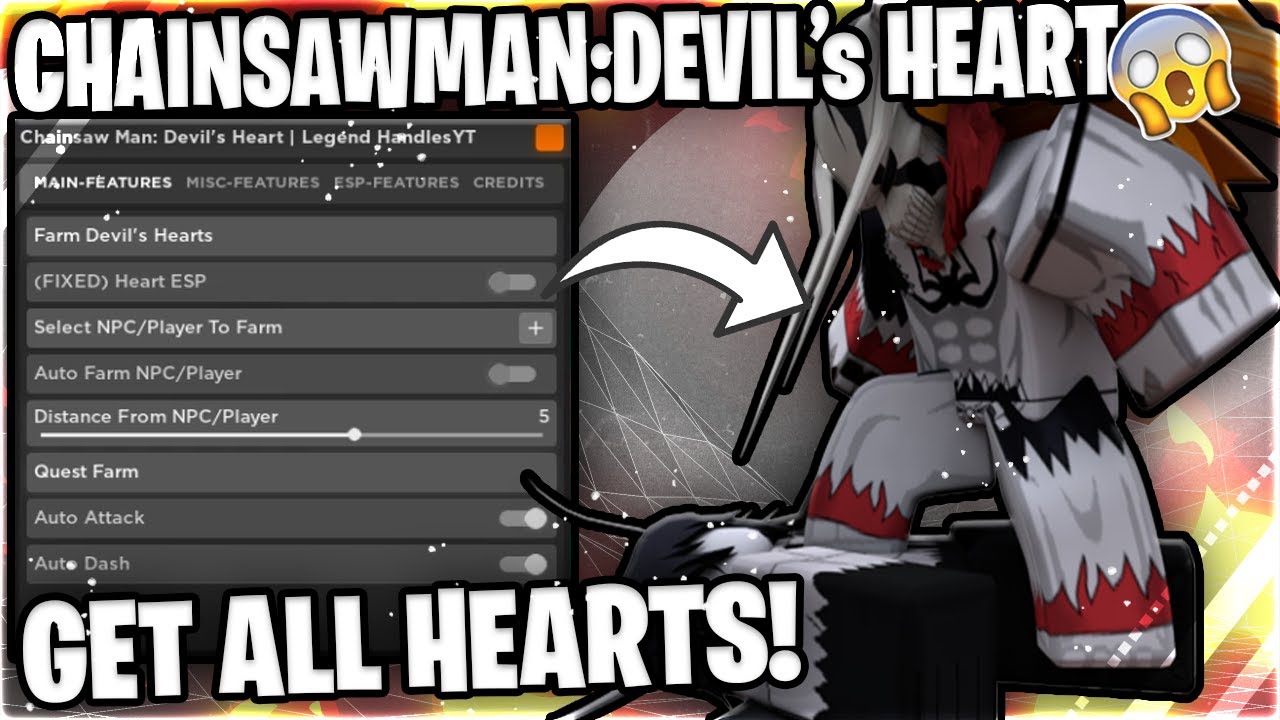 CHAINSAWMAN:DEVIL's HEART
Chainsaw Man: Devil's Heart | Legend HandlesYT
MAIN-FEATURES MISC-FEATURES ESP-FEATURES CREDITS
Farm Devil's Hearts
(FIXED) Heart ESP
Select NPC/Player To Farm +
Auto Farm NPC/Player
Distance From NPC/Player 5
Quest Farm
Auto Attack
Auto Dash
GET ALL HEARTS!